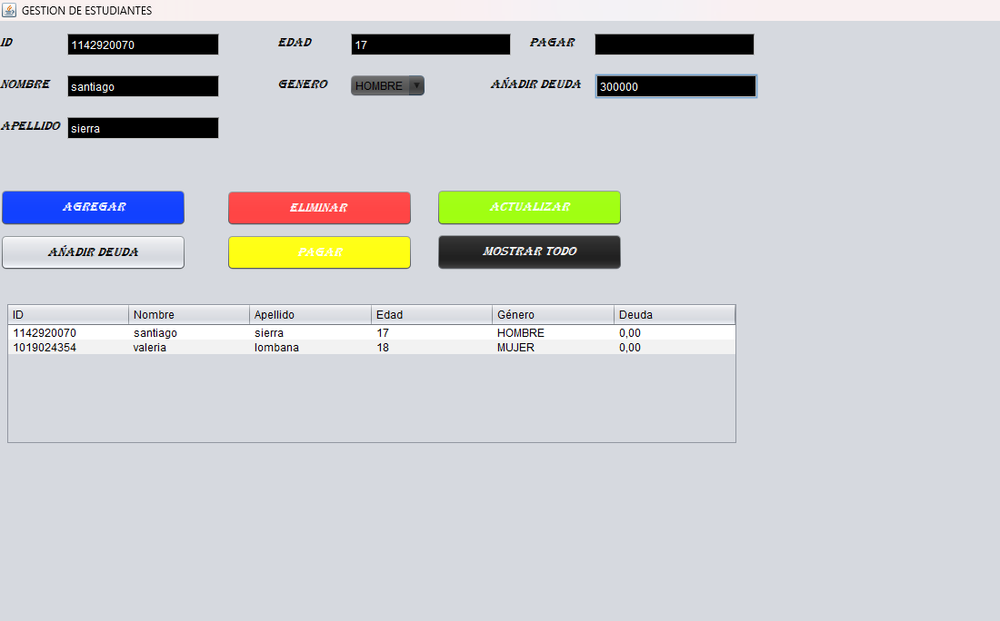 GESTION DE ESTUDIANTES
ID 1142920070 EDAD 17 PAGAR
NOMBRE santiago GENERO HOMBRE AÑADIR DEUDA 300000
APELLIDO sierra
AGREGAR ELIMINAR ACTUALIZAR
AÑADIR DEUDA PAGAR MOSTRAR TODO
ID Nombre Apellido Edad Género Deuda
1142920070 santiago sierra 17 HOMBRE 0,00
1019024354 valeria lombana 18 MUJER 0,00